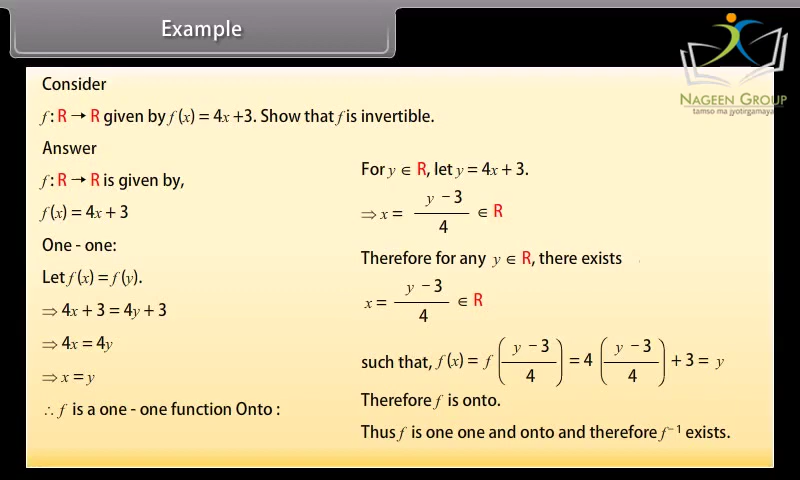 Example
NAGEEN GROUP
tamso ma jyotirgamaya
Consider
f : R → R given by f (x) = 4x +3. Show that f is invertible.
Answer
f : R → R is given by,
f (x) = 4x + 3
One - one:
Let f (x) = f (y).
⇒ 4x + 3 = 4y + 3
⇒ 4x = 4y
⇒ x = y
∴ f is a one - one function Onto :
For y ∈ R, let y = 4x + 3.
⇒ x = (y − 3)/4 ∈ R
Therefore for any y ∈ R, there exists
x = (y − 3)/4 ∈ R
such that, f (x) = f ((y − 3)/4) = 4 ((y − 3)/4) + 3 = y
Therefore f is onto.
Thus f is one one and onto and therefore f⁻¹ exists.